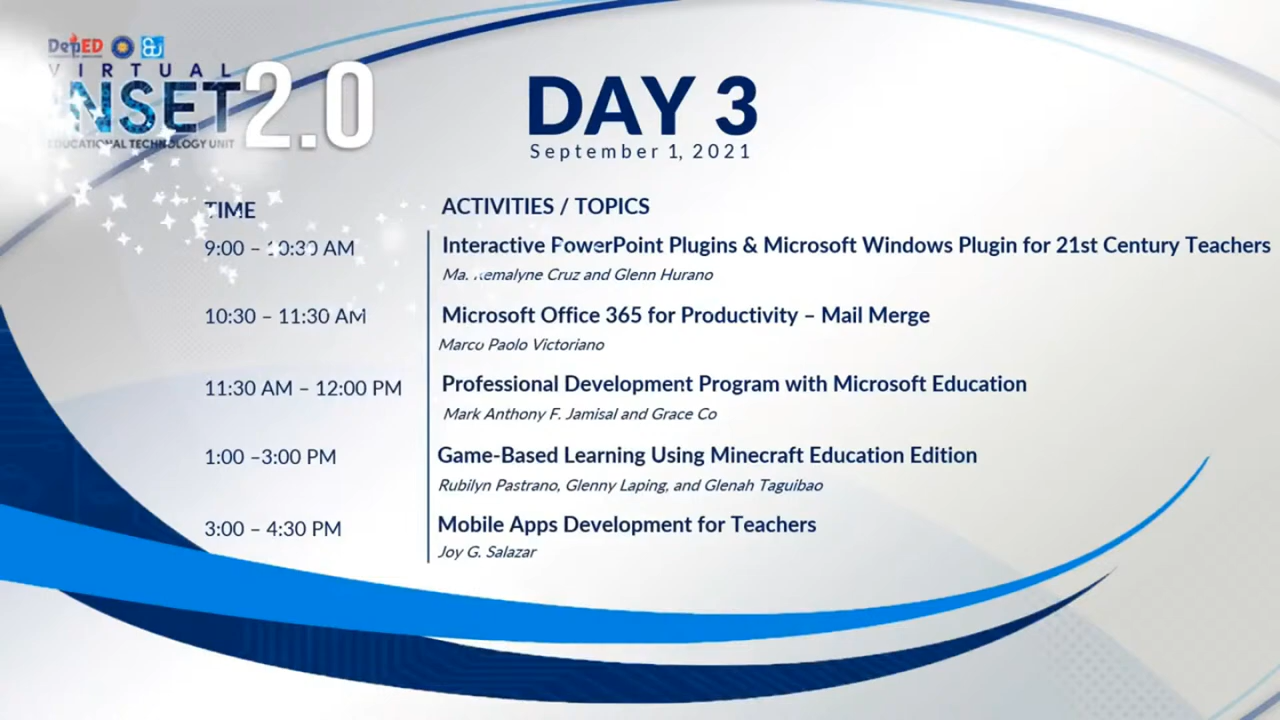 DepED
VIRTUAL
INSET 2.0
EDUCATIONAL TECHNOLOGY UNIT
DAY 3
September 1, 2021
TIME
ACTIVITIES / TOPICS
9:00 – 10:30 AM
Interactive PowerPoint Plugins & Microsoft Windows Plugin for 21st Century Teachers
Ma. Cruz and Glenn Hurano
10:30 – 11:30 AM
Microsoft Office 365 for Productivity – Mail Merge
Marco Paolo Victoriano
11:30 AM – 12:00 PM
Professional Development Program with Microsoft Education
Mark Anthony F. Jamisal and Grace Co
1:00 –3:00 PM
Game-Based Learning Using Minecraft Education Edition
Rubilyn Pastrano, Glenny Laping, and Glenah Taguibao
3:00 – 4:30 PM
Mobile Apps Development for Teachers
Joy G. Salazar